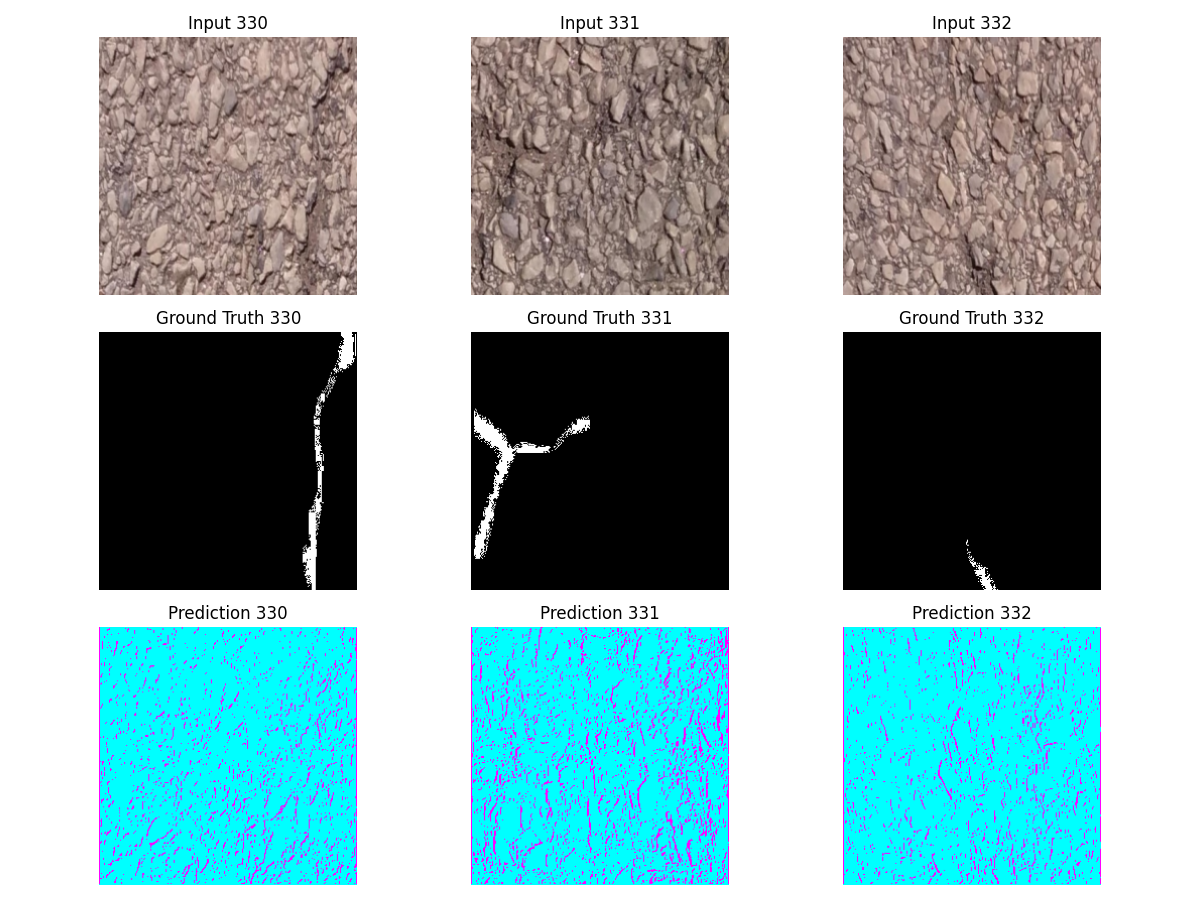 Input 330
Input 331
Input 332
Ground Truth 330
Ground Truth 331
Ground Truth 332
Prediction 330
Prediction 331
Prediction 332